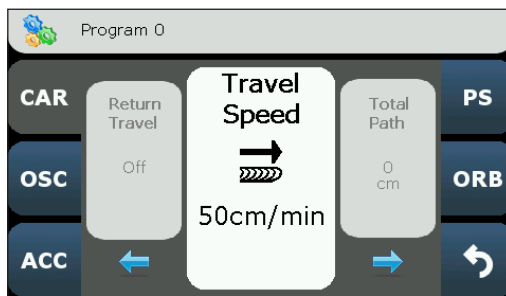 Program 0
CAR
OSC
ACC
Return
Travel
Off
Travel
Speed
50cm/min
Total
Path
0
cm
PS
ORB